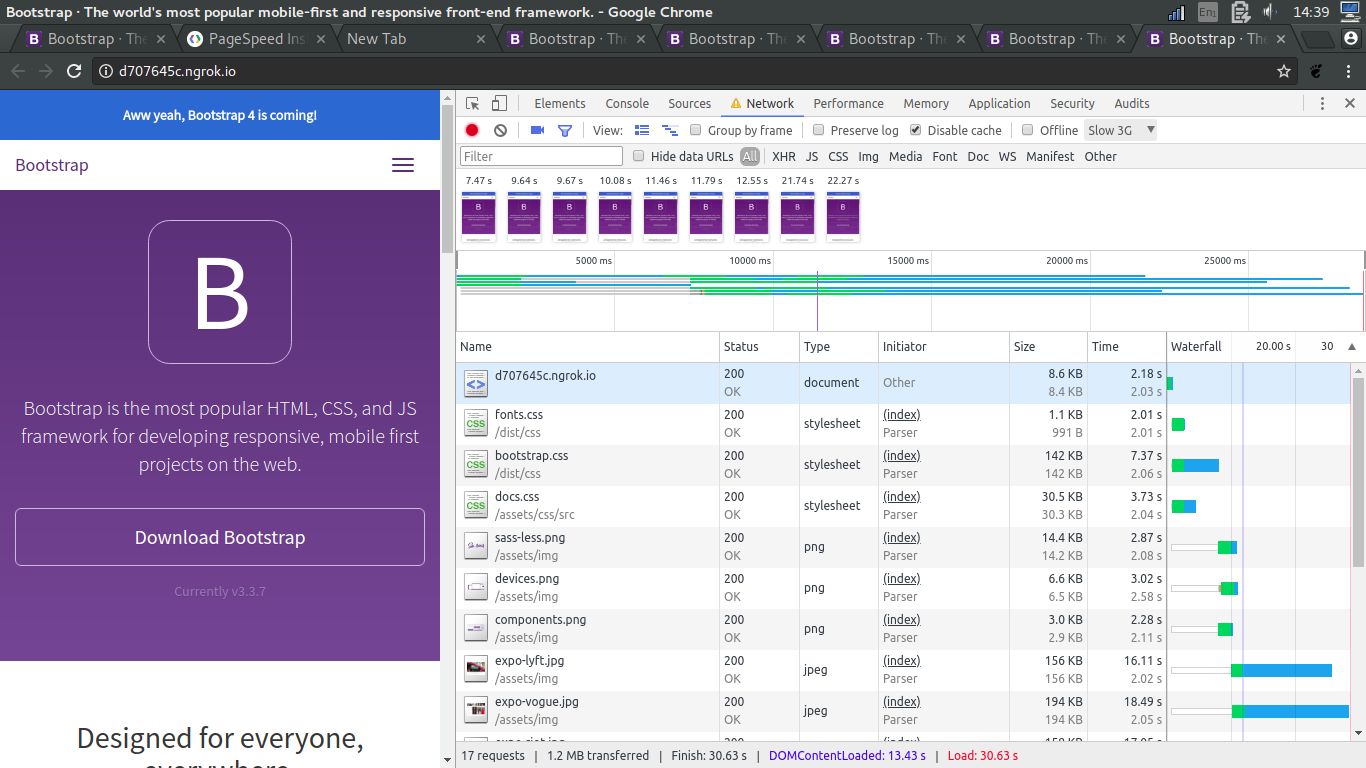 Bootstrap · The world's most popular mobile-first and responsive front-end framework. - Google Chrome
En1
14:39
Bootstrap · The
PageSpeed Ins
New Tab
Bootstrap · The
Bootstrap · The
Bootstrap · The
Bootstrap · The
Bootstrap · The
d707645c.ngrok.io
Aww yeah, Bootstrap 4 is coming!
Bootstrap
B
Bootstrap is the most popular HTML, CSS, and JS
framework for developing responsive, mobile first
projects on the web.
Download Bootstrap
Currently v3.3.7
Designed for everyone,
everywhere.
Elements Console Sources Network Performance Memory Application Security Audits
View: Group by frame Preserve log Disable cache Offline Slow 3G
Filter Hide data URLs All XHR JS CSS Img Media Font Doc WS Manifest Other
7.47 s 9.64 s 9.67 s 10.08 s 11.46 s 11.79 s 12.55 s 21.74 s 22.27 s
5000 ms 10000 ms 15000 ms 20000 ms 25000 ms
Name Status Type Initiator Size Time Waterfall 20.00 s 30
d707645c.ngrok.io 200 OK document Other 8.6 KB 8.4 KB 2.18 s 2.03 s
fonts.css /dist/css 200 OK stylesheet (index) Parser 1.1 KB 991 B 2.01 s 2.01 s
bootstrap.css /dist/css 200 OK stylesheet (index) Parser 142 KB 142 KB 7.37 s 2.06 s
docs.css /assets/css/src 200 OK stylesheet (index) Parser 30.5 KB 30.3 KB 3.73 s 2.04 s
sass-less.png /assets/img 200 OK png (index) Parser 14.4 KB 14.2 KB 2.87 s 2.08 s
devices.png /assets/img 200 OK png (index) Parser 6.6 KB 6.5 KB 3.02 s 2.58 s
components.png /assets/img 200 OK png (index) Parser 3.0 KB 2.9 KB 2.28 s 2.11 s
expo-lyft.jpg /assets/img 200 OK jpeg (index) Parser 156 KB 156 KB 16.11 s 2.02 s
expo-vogue.jpg /assets/img 200 OK jpeg (index) Parser 194 KB 194 KB 18.49 s 2.05 s
17 requests | 1.2 MB transferred | Finish: 30.63 s | DOMContentLoaded: 13.43 s | Load: 30.63 s